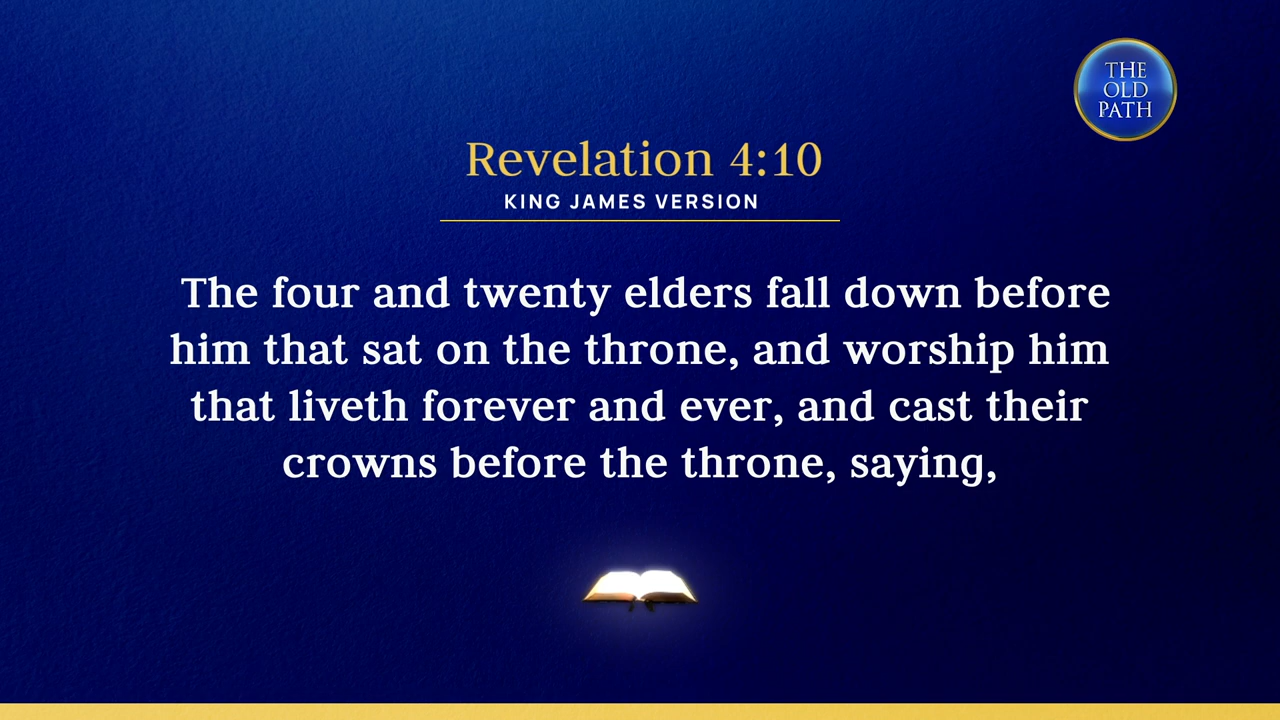 THE
OLD
PATH
Revelation 4:10
KING JAMES VERSION
The four and twenty elders fall down before
him that sat on the throne, and worship him
that liveth forever and ever, and cast their
crowns before the throne, saying,